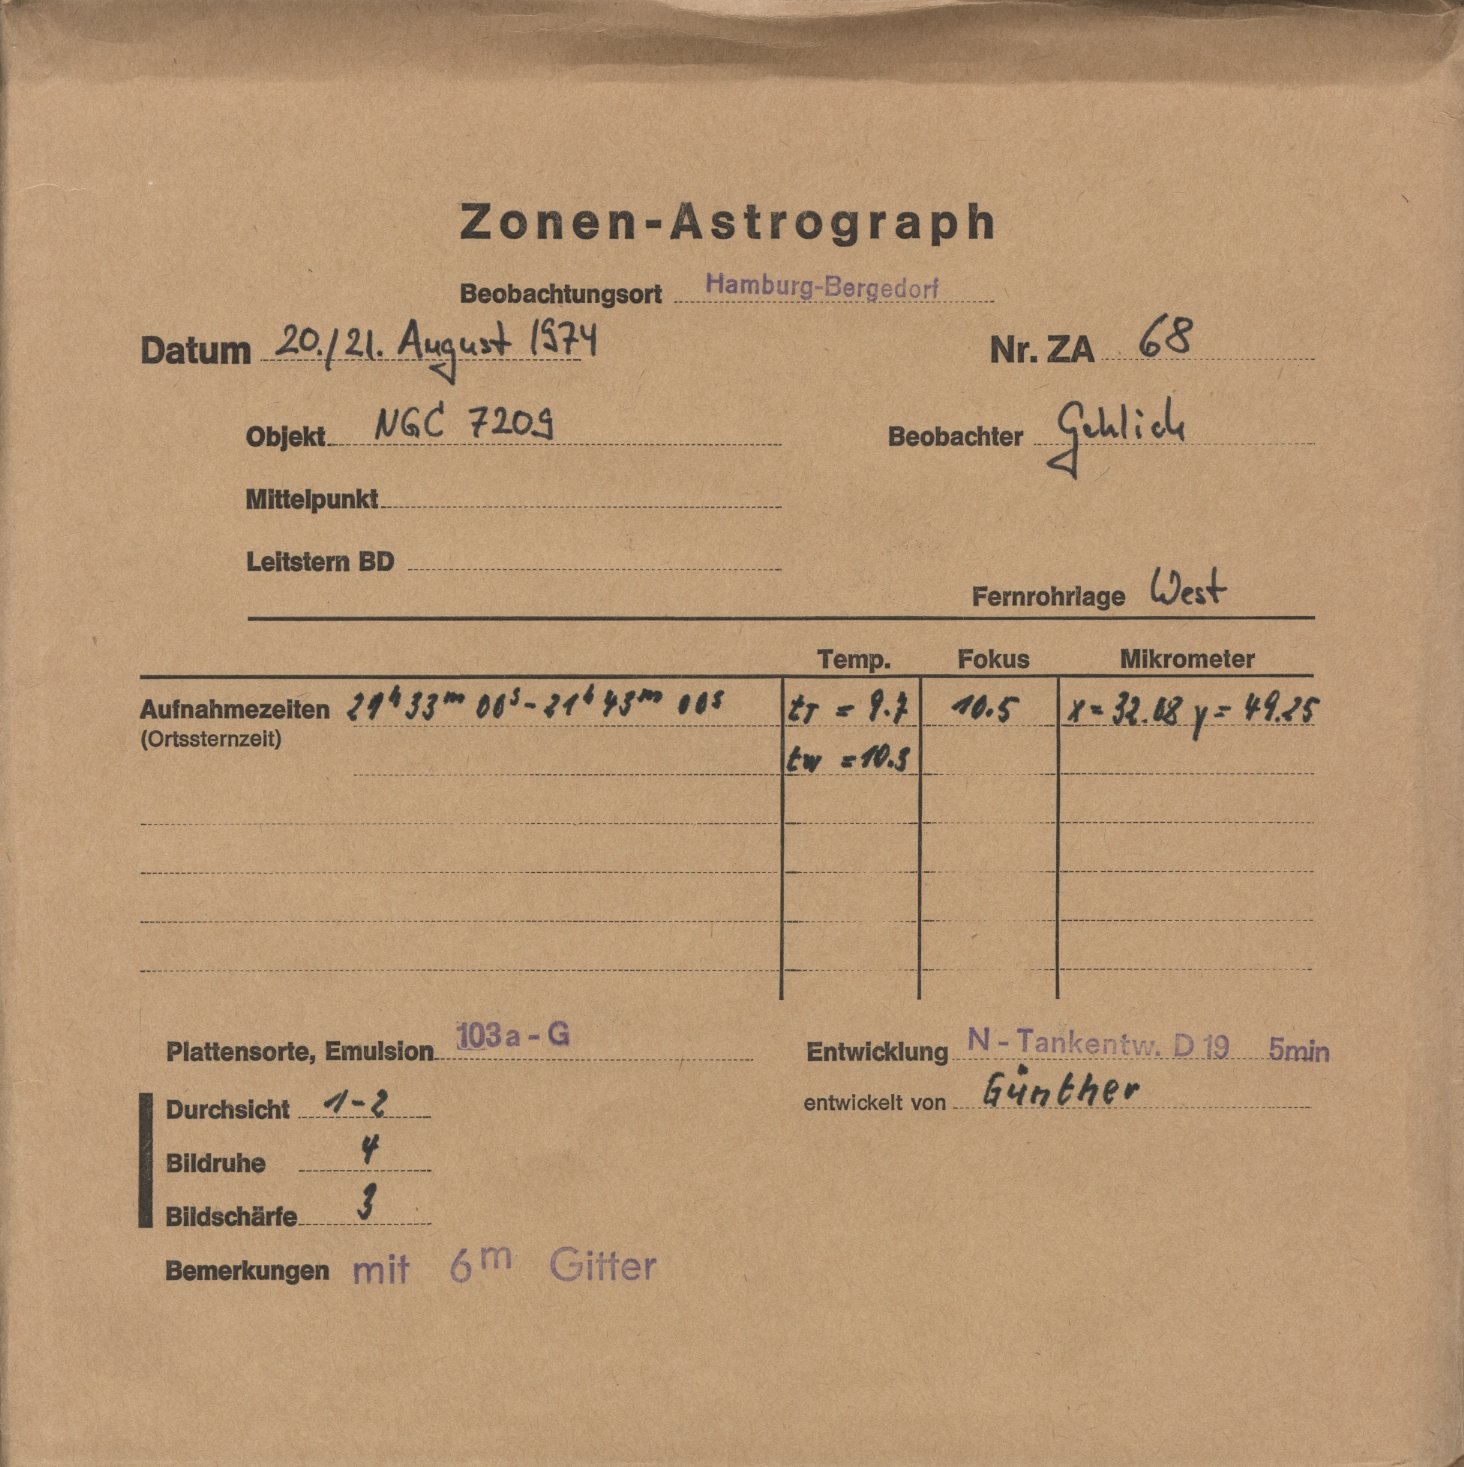 Zonen-Astrograph
Beobachtungsort Hamburg-Bergedorf
Datum 20./21. August 1974 Nr. ZA 68
Objekt NGC 7209 Beobachter Gehlich
Mittelpunkt
Leitstern BD
Fernrohrlage West
Temp. Fokus Mikrometer
Aufnahmezeiten 21h 33m 00s - 21h 43m 00s tT = 9.7 10.5 x = 32.08 y = 49.25
(Ortssternzeit)
tw = 10.3
Plattensorte, Emulsion 103a-G Entwicklung N-Tankentw. D 19 5min
entwickelt von Günther
Durchsicht 1-2
Bildruhe 4
Bildschärfe 3
Bemerkungen mit 6m Gitter